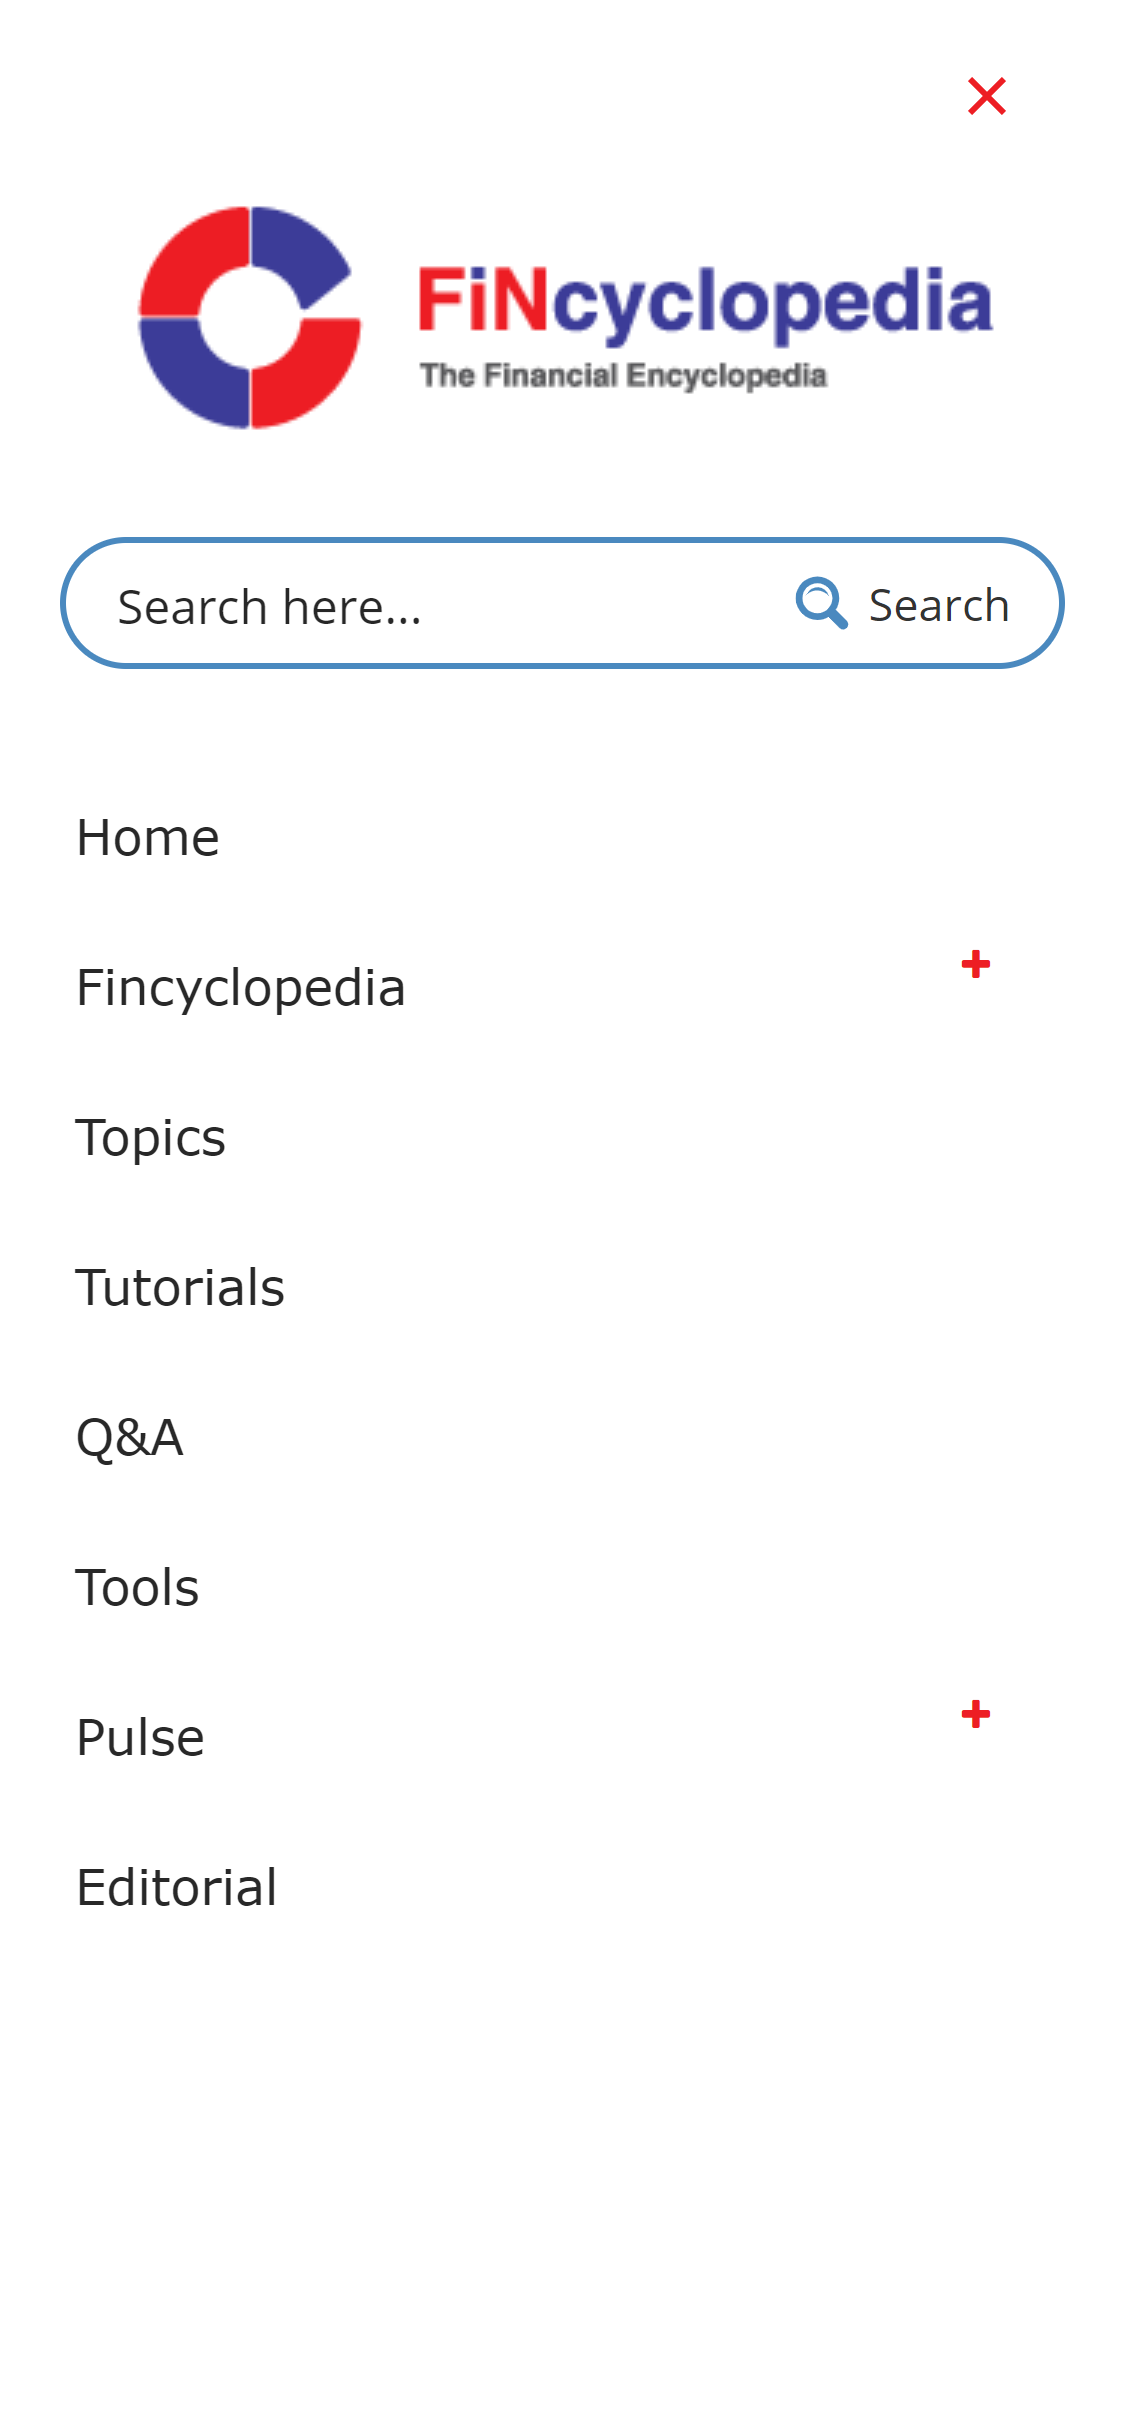 FiNcyclopedia
The Financial Encyclopedia
Search here...
Search
Home
Fincyclopedia
Topics
Tutorials
Q&A
Tools
Pulse
Editorial